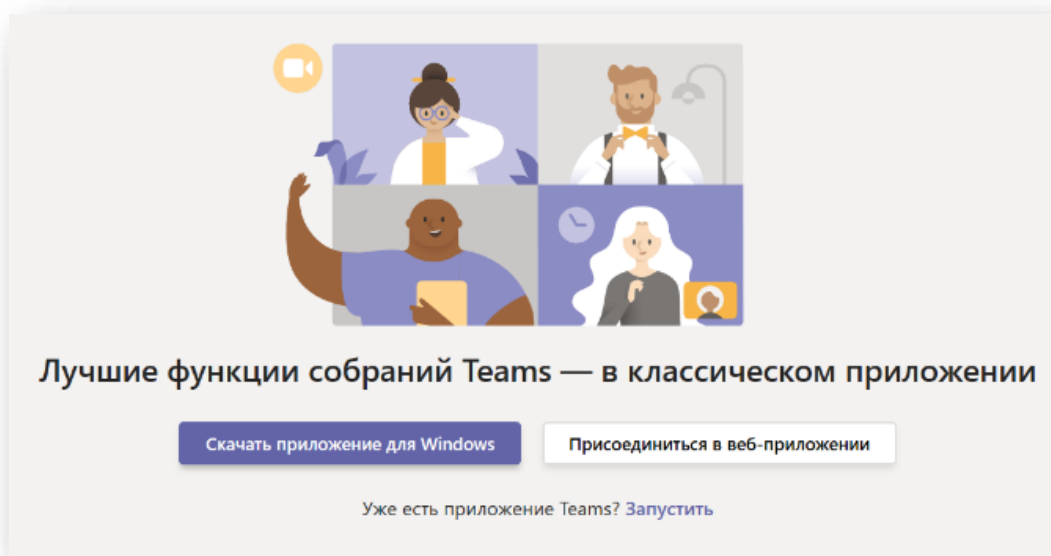 Лучшие функции собраний Teams — в классическом приложении
Скачать приложение для Windows
Присоединиться в веб-приложении
Уже есть приложение Teams? Запустить